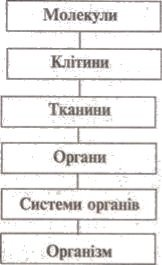 Молекули
Клітини
Тканини
Органи
Системи органів
Організм